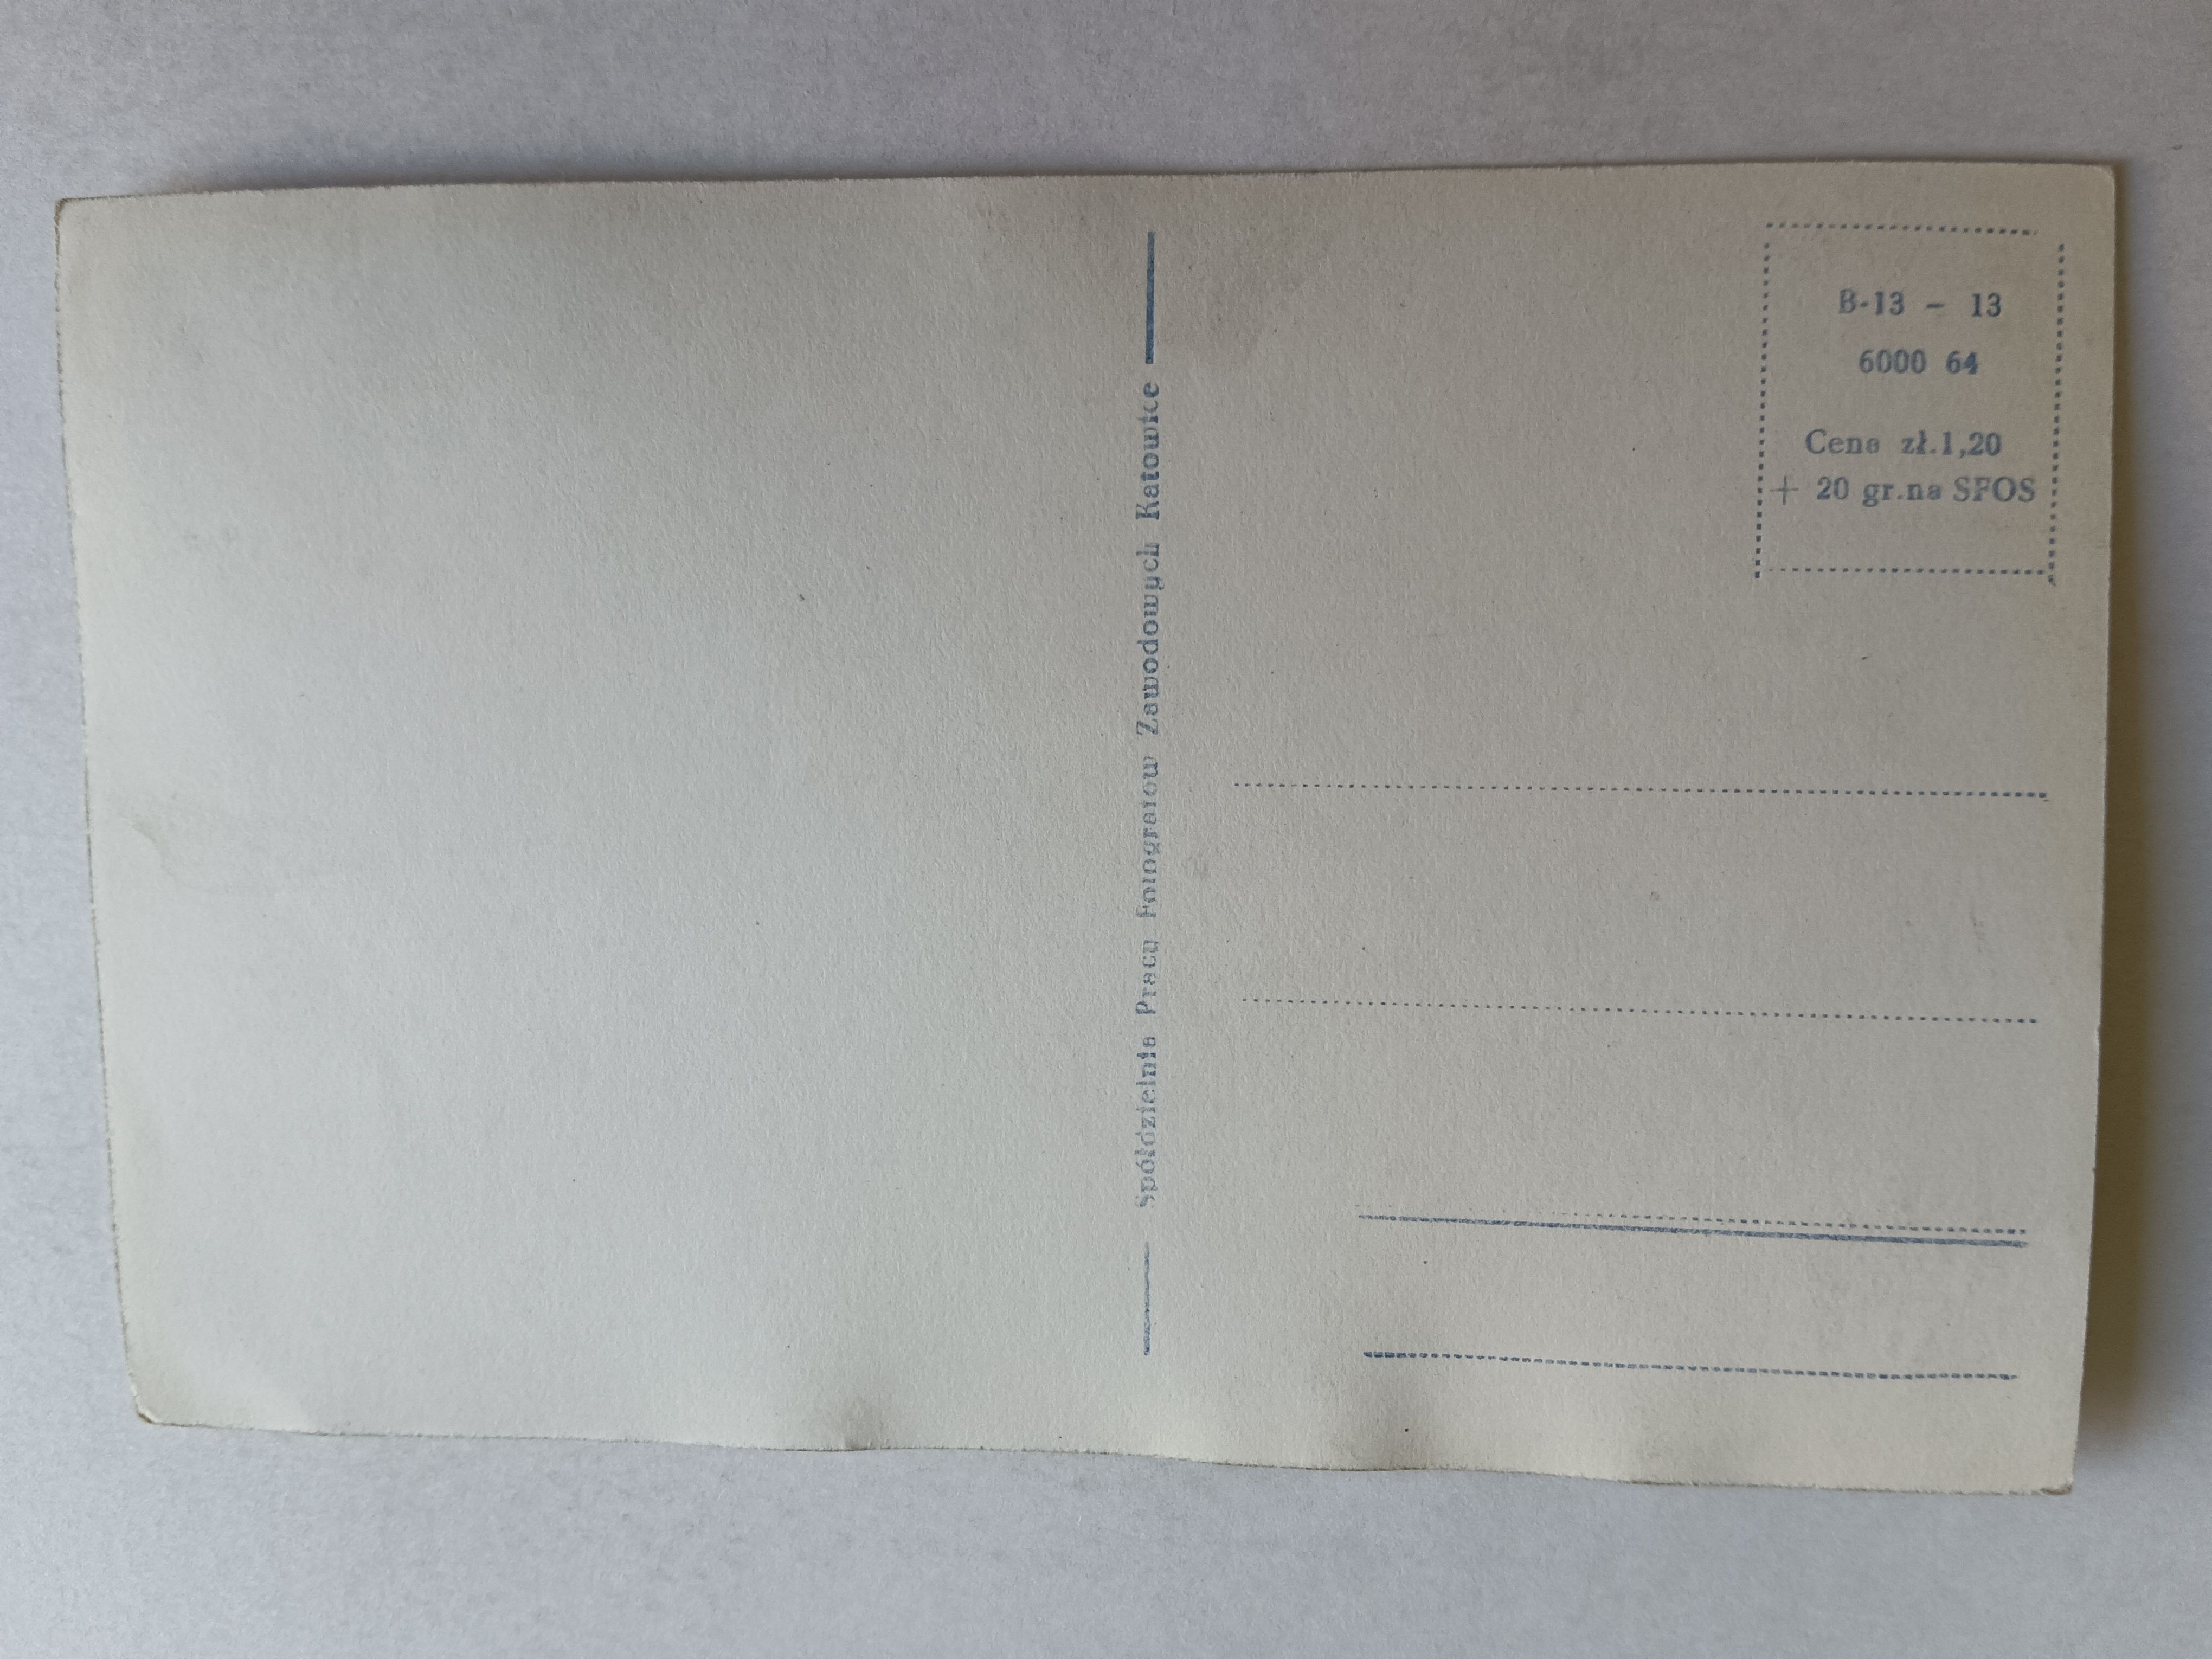 Spółdzielnia Pracy Fotografów Zawodowych Katowice
B-13 - 13
6000 64
Cena zł.1,20
+ 20 gr.na SFOS